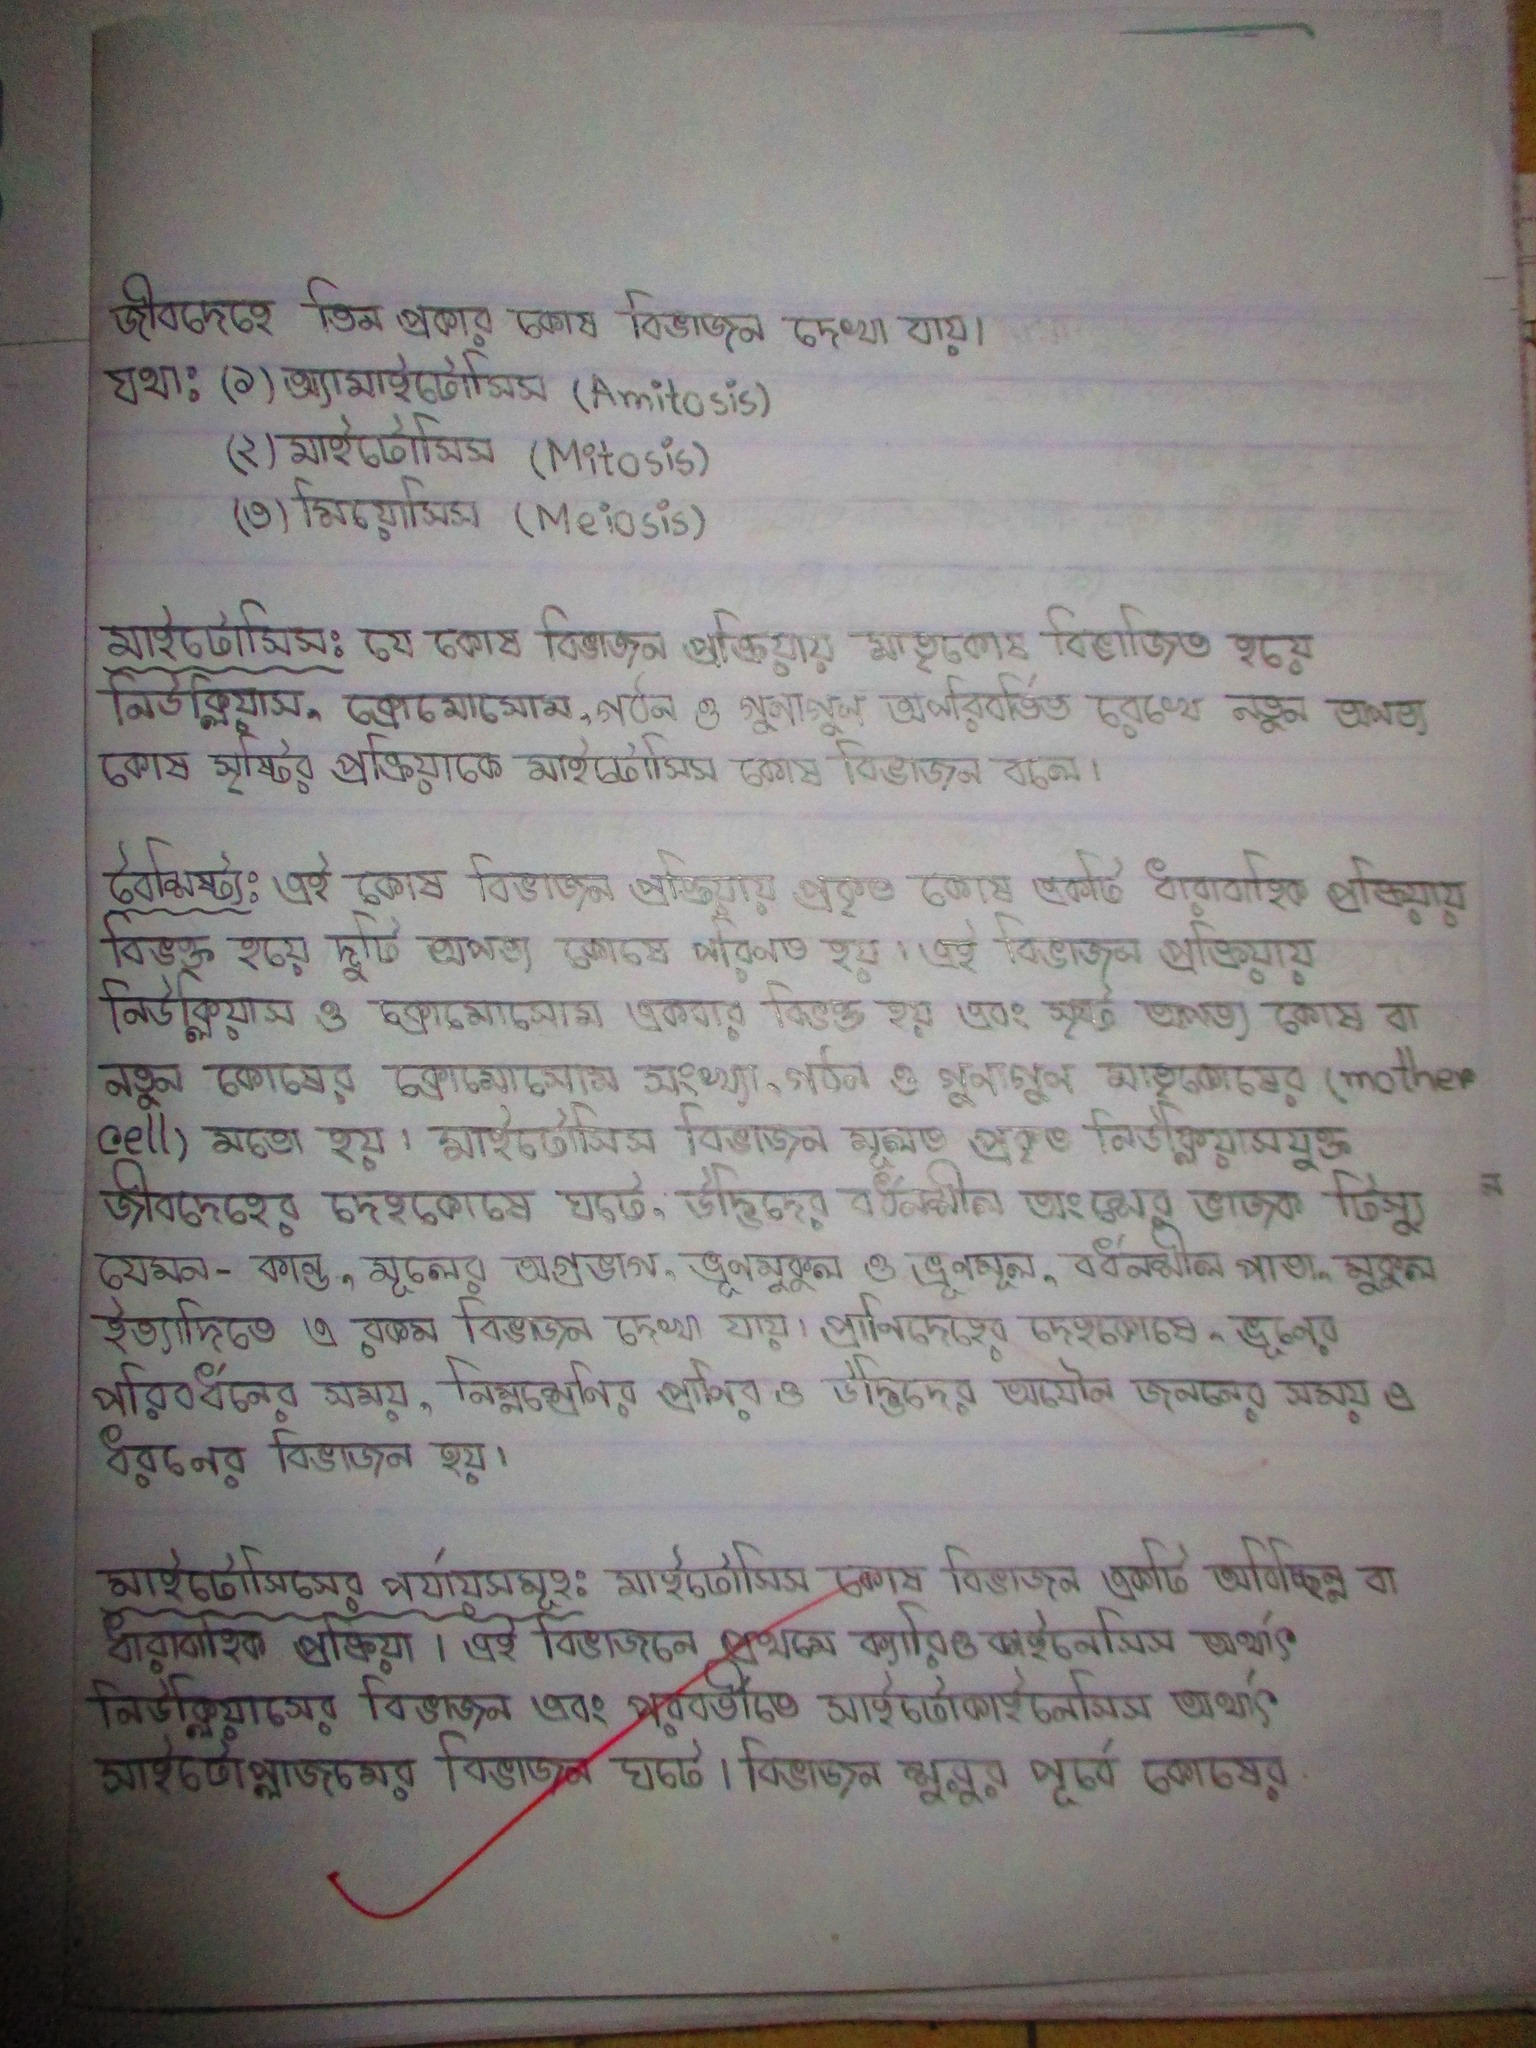 জীবদেহে তিন প্রকার কোষ বিভাজন দেখা যায়।
যথা: (১) অ্যামাইটোসিস (Amitosis)
(২) মাইটোসিস (Mitosis)
(৩) মিয়োসিস (Meiosis)
মাইটোসিস: যে কোষ বিভাজন প্রক্রিয়ায় মাতৃকোষ বিভাজিত হয়ে
নিউক্লিয়াস, ক্রোমোসোম, গঠন ও গুনাগুন অপরিবর্তিত রেখে নতুন অপত্য
কোষ সৃষ্টির প্রক্রিয়াকে মাইটোসিস কোষ বিভাজন বলে।
বৈশিষ্ট্য: এই কোষ বিভাজন প্রক্রিয়ায় প্রকৃত কোষ একটি ধারাবাহিক প্রক্রিয়ায়
বিভক্ত হয়ে দুটি অপত্য কোষে পরিনত হয়। এই বিভাজন প্রক্রিয়ায়
নিউক্লিয়াস ও ক্রোমোসোম একবার বিভক্ত হয় এবং সৃষ্ট অপত্য কোষ বা
নতুন কোষের ক্রোমোসোম সংখ্যা, গঠন ও গুনাগুন মাতৃকোষের (mother
cell) মতো হয়। মাইটোসিস বিভাজন মূলত প্রকৃত নিউক্লিয়াসযুক্ত
জীবদেহের দেহকোষে ঘটে, উদ্ভিদের বর্ধনশীল অংশের ভাজক টিস্যু
যেমন- কান্ড, মূলের অগ্রভাগ, ভ্রূণমুকুল ও ভ্রূণমূল, বর্ধনশীল পাতা, মুকুল
ইত্যাদিতে এ রকম বিভাজন দেখা যায়। প্রানিদেহের দেহকোষে, ভ্রূনের
পরিবর্ধনের সময়, নিম্নশ্রেনির প্রানির ও উদ্ভিদের অযৌন জননের সময় এ
ধরনের বিভাজন হয়।
মাইটোসিসের পর্যায়সমূহ: মাইটোসিস কোষ বিভাজন একটি অবিচ্ছিন্ন বা
ধারাবাহিক প্রক্রিয়া। এই বিভাজনে প্রথমে ক্যারিওকাইনেসিস অর্থাৎ
নিউক্লিয়াসের বিভাজন এবং পরবর্তীতে সাইটোকাইনেসিস অর্থাৎ
সাইটোপ্লাজমের বিভাজন ঘটে। বিভাজন শুরুর পূর্বে কোষের